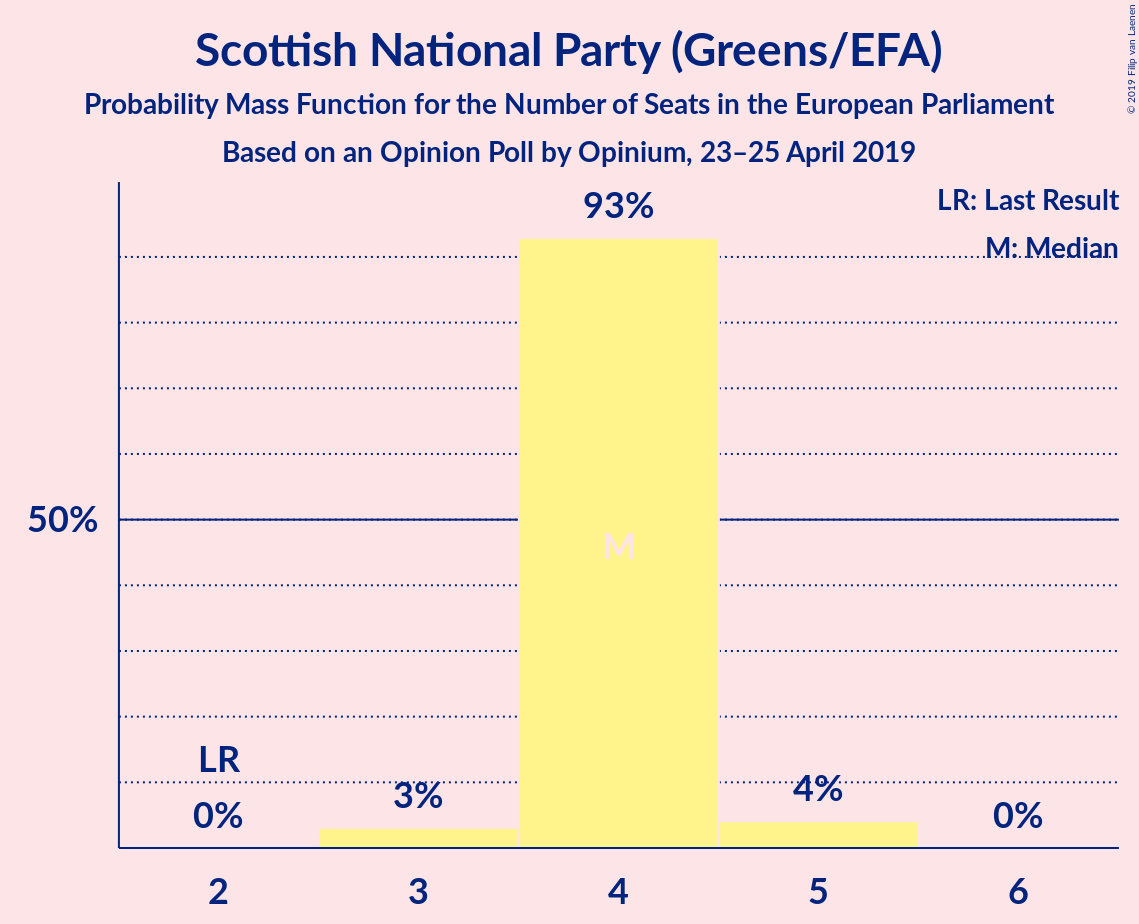 Scottish National Party (Greens/EFA)
Probability Mass Function for the Number of Seats in the European Parliament
Based on an Opinion Poll by Opinium, 23–25 April 2019
© 2019 Filip van Laenen
LR: Last Result
M: Median
93%
50%
M
LR
0%
3%
4%
0%
2 3 4 5 6